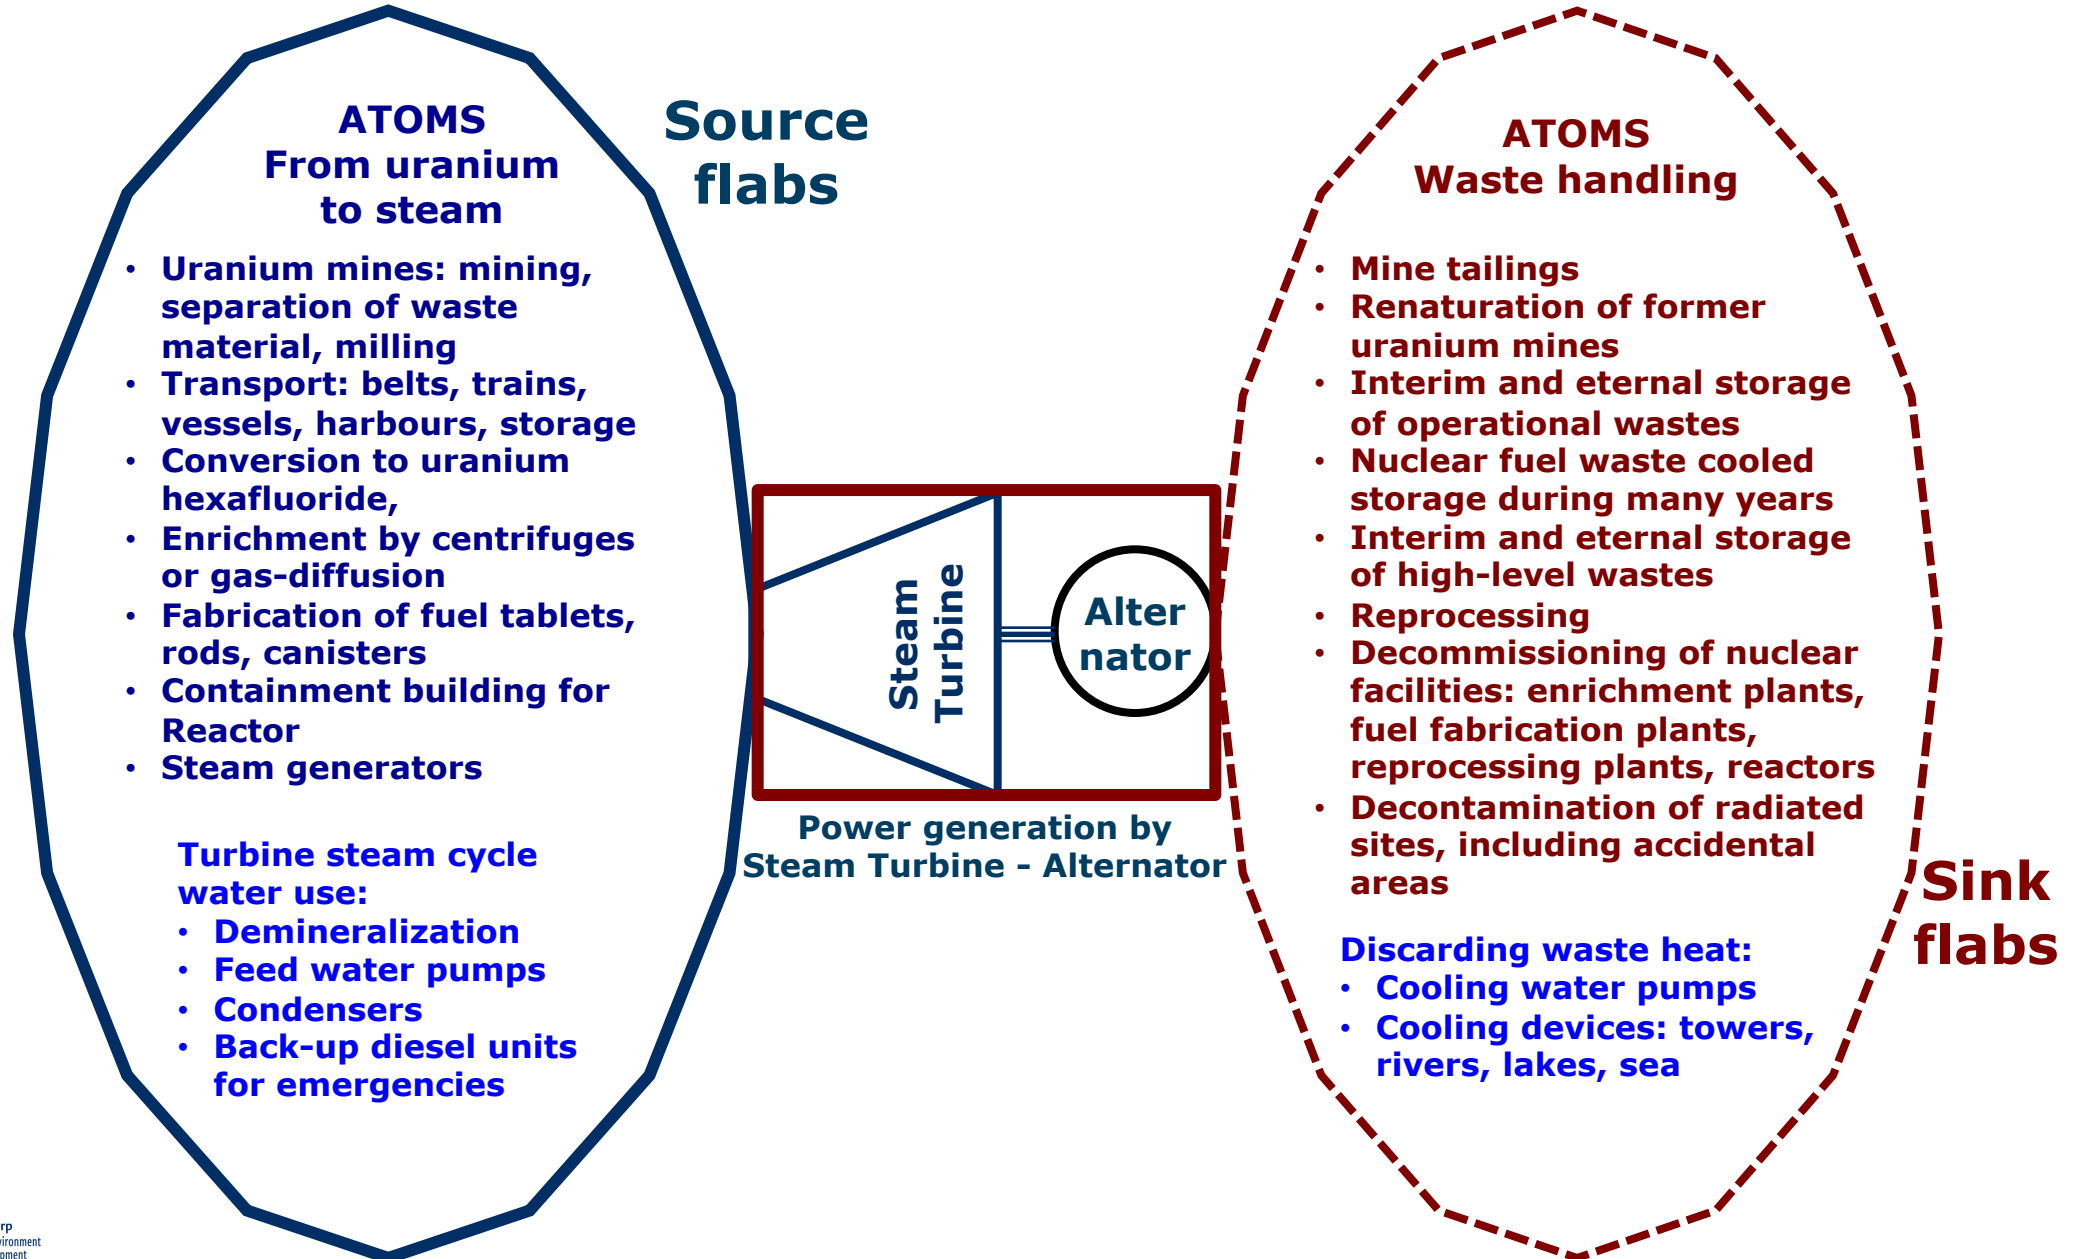 ATOMS
From uranium
to steam
• Uranium mines: mining,
separation of waste
material, milling
• Transport: belts, trains,
vessels, harbours, storage
• Conversion to uranium
hexafluoride,
• Enrichment by centrifuges
or gas-diffusion
• Fabrication of fuel tablets,
rods, canisters
• Containment building for
Reactor
• Steam generators
Turbine steam cycle
water use:
• Demineralization
• Feed water pumps
• Condensers
• Back-up diesel units
for emergencies
Source
flabs
Steam
Turbine
Alter
nator
Power generation by
Steam Turbine – Alternator
ATOMS
Waste handling
• Mine tailings
• Renaturation of former
uranium mines
• Interim and eternal storage
of operational wastes
• Nuclear fuel waste cooled
storage during many years
• Interim and eternal storage
of high-level wastes
• Reprocessing
• Decommissioning of nuclear
facilities: enrichment plants,
fuel fabrication plants,
reprocessing plants, reactors
• Decontamination of radiated
sites, including accidental
areas
Discarding waste heat:
• Cooling water pumps
• Cooling devices: towers,
rivers, lakes, sea
Sink
flabs